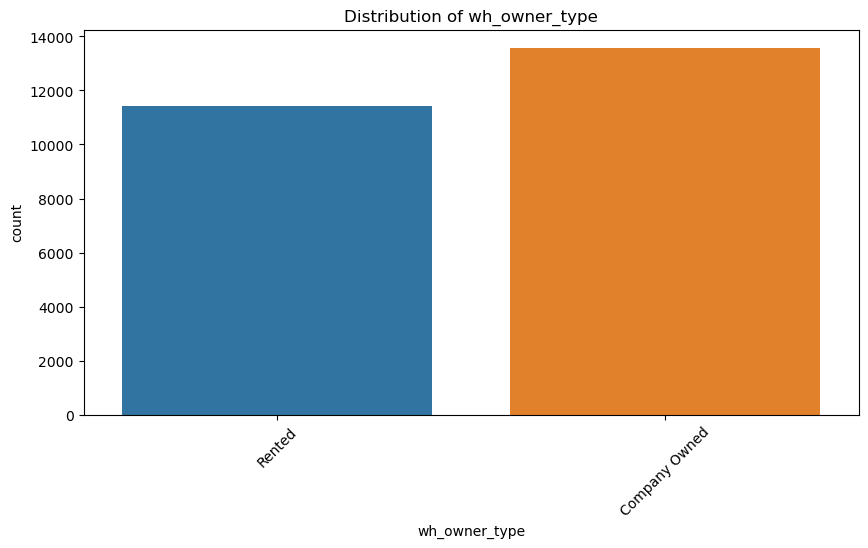 Distribution of wh_owner_type
14000
12000
10000
8000
6000
4000
2000
0
count
Rented
Company Owned
wh_owner_type